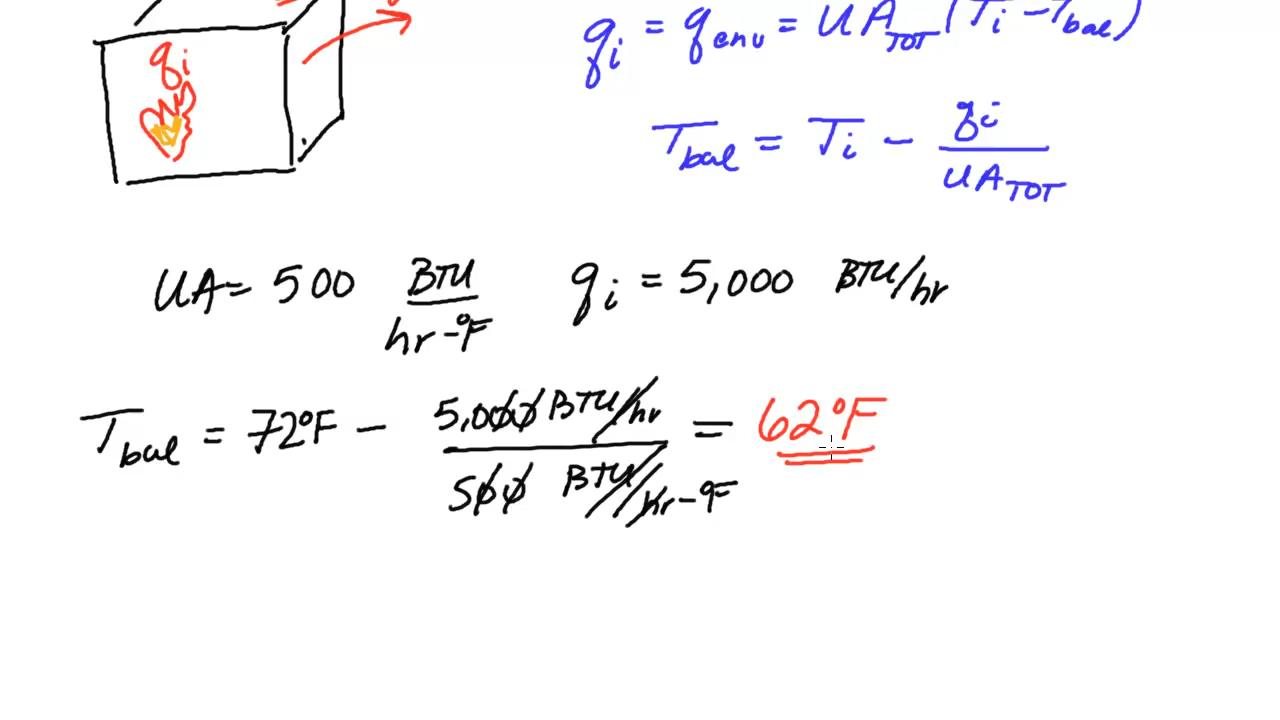 qi = qenv = UATOT (Ti - Tbal)
qi
Tbal = Ti - qi / UATOT
UA = 500 BTU / hr-°F qi = 5,000 BTU/hr
Tbal = 72°F - 5,000 BTU/hr / 500 BTU/hr-°F = 62°F